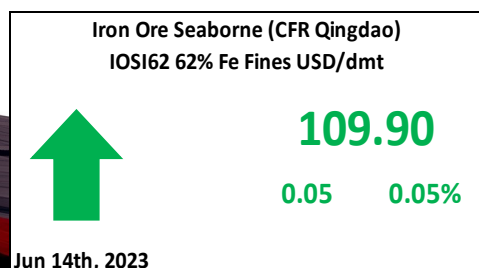 Iron Ore Seaborne (CFR Qingdao)
IOSI62 62% Fe Fines USD/dmt
109.90
0.05 0.05%
Jun 14th, 2023